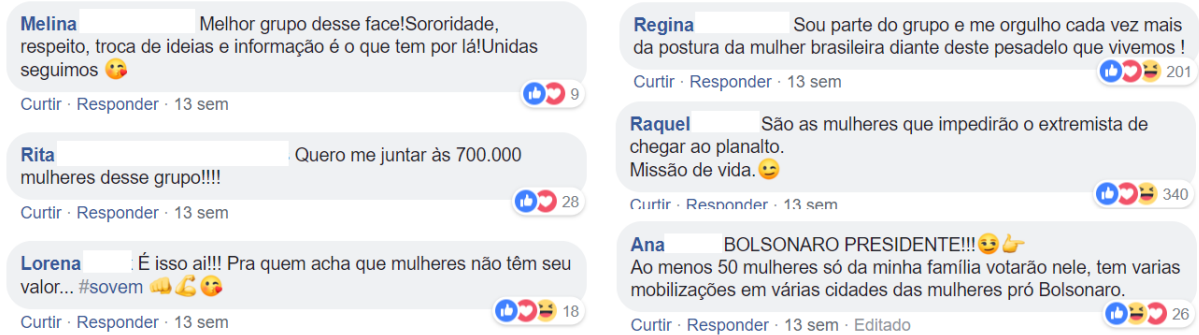 Melina Melhor grupo desse face!Sororidade,
respeito, troca de ideias e informação é o que tem por lá!Unidas
seguimos 😘
9
Curtir · Responder · 13 sem
Rita Quero me juntar às 700.000
mulheres desse grupo!!!!
28
Curtir · Responder · 13 sem
Lorena É isso ai!!! Pra quem acha que mulheres não têm seu
valor... #sovem 👊💪😘
18
Curtir · Responder · 13 sem
Regina Sou parte do grupo e me orgulho cada vez mais
da postura da mulher brasileira diante deste pesadelo que vivemos !
201
Curtir · Responder · 13 sem
Raquel São as mulheres que impedirão o extremista de
chegar ao planalto.
Missão de vida.😉
340
Curtir · Responder · 13 sem
Ana BOLSONARO PRESIDENTE!!!😏👉
Ao menos 50 mulheres só da minha família votarão nele, tem varias
mobilizações em várias cidades das mulheres pró Bolsonaro.
26
Curtir · Responder · 13 sem · Editado